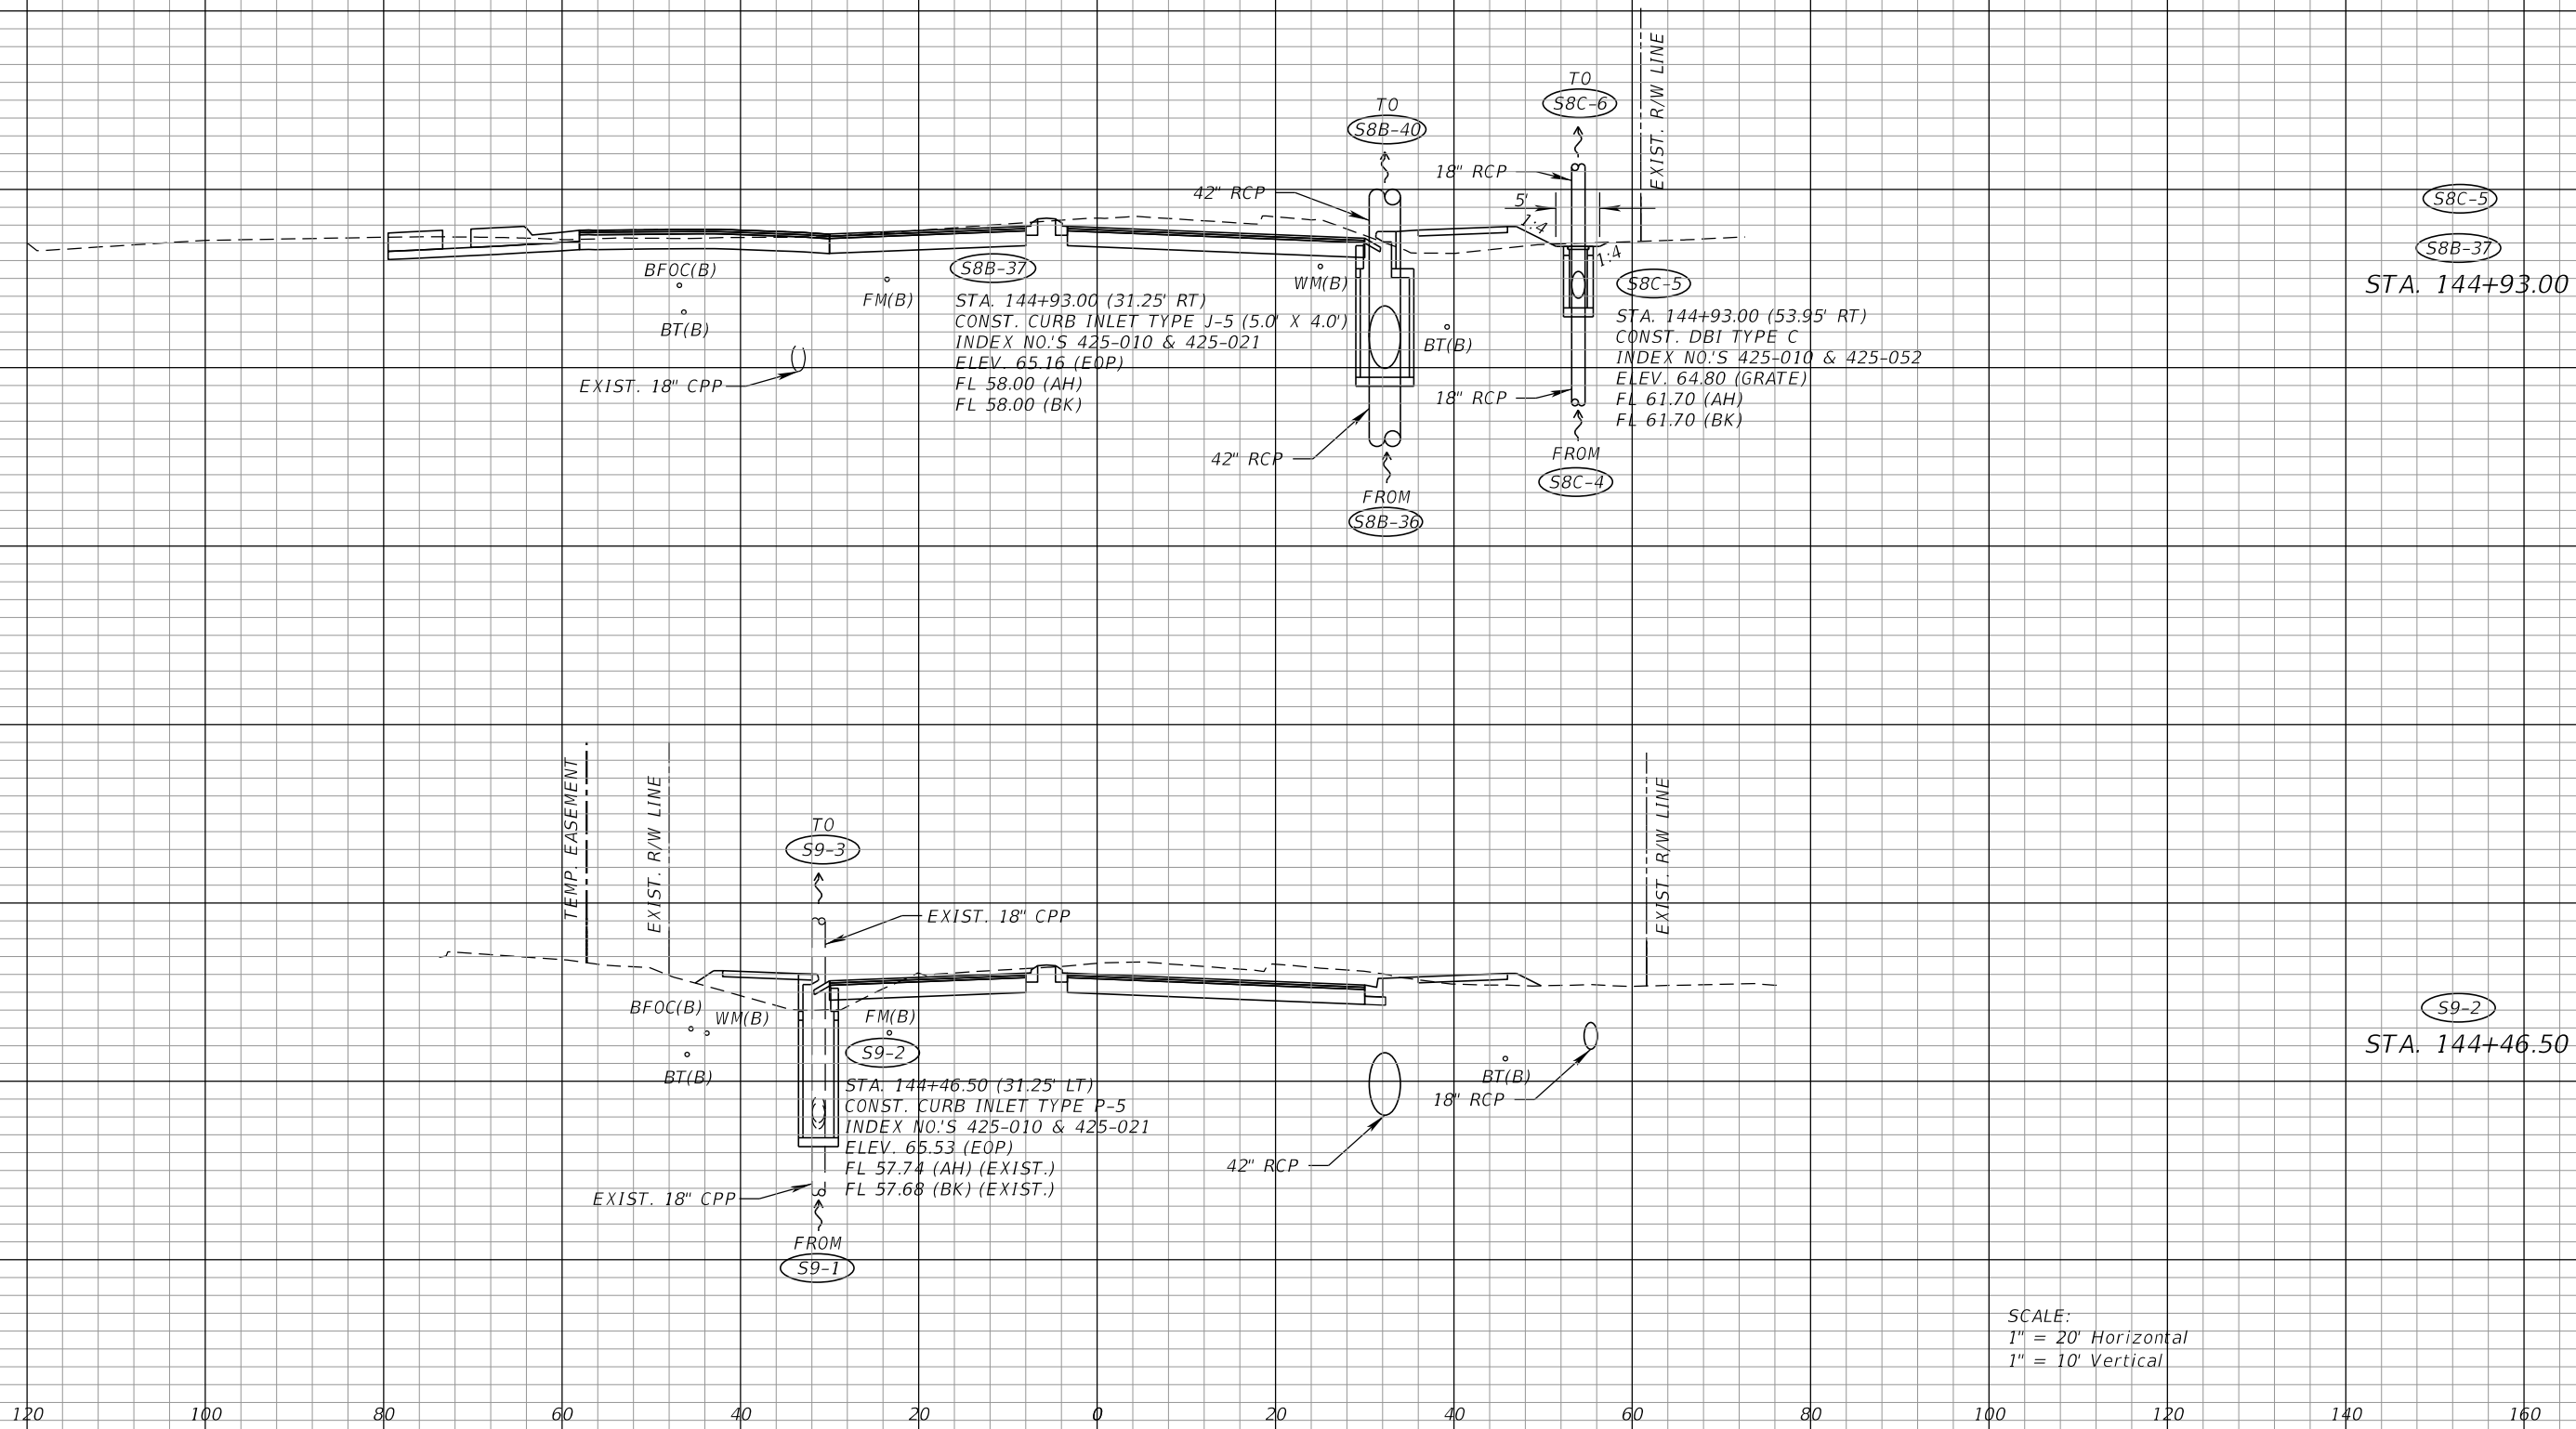 TO
S8C-6
EXIST. R/W LINE
TO
S8B-40
18" RCP
42" RCP
5'
1:4
1:4
S8C-5
S8B-37
STA. 144+93.00
BFOC(B)
BT(B)
FM(B)
EXIST. 18" CPP
S8B-37
STA. 144+93.00 (31.25' RT)
CONST. CURB INLET TYPE J-5 (5.0' X 4.0')
INDEX NO.'S 425-010 & 425-021
ELEV. 65.16 (EOP)
FL 58.00 (AH)
FL 58.00 (BK)
WM(B)
BT(B)
S8C-5
STA. 144+93.00 (53.95' RT)
CONST. DBI TYPE C
INDEX NO.'S 425-010 & 425-052
ELEV. 64.80 (GRATE)
FL 61.70 (AH)
FL 61.70 (BK)
18" RCP
42" RCP
FROM
S8C-4
FROM
S8B-36
TEMP. EASEMENT
EXIST. R/W LINE
EXIST. R/W LINE
TO
S9-3
EXIST. 18" CPP
BFOC(B)
WM(B)
BT(B)
FM(B)
S9-2
STA. 144+46.50 (31.25' LT)
CONST. CURB INLET TYPE P-5
INDEX NO.'S 425-010 & 425-021
ELEV. 65.53 (EOP)
FL 57.74 (AH) (EXIST.)
FL 57.68 (BK) (EXIST.)
EXIST. 18" CPP
FROM
S9-1
42" RCP
BT(B)
18" RCP
S9-2
STA. 144+46.50
SCALE:
1" = 20' Horizontal
1" = 10' Vertical
120 100 80 60 40 20 0 20 40 60 80 100 120 140 160